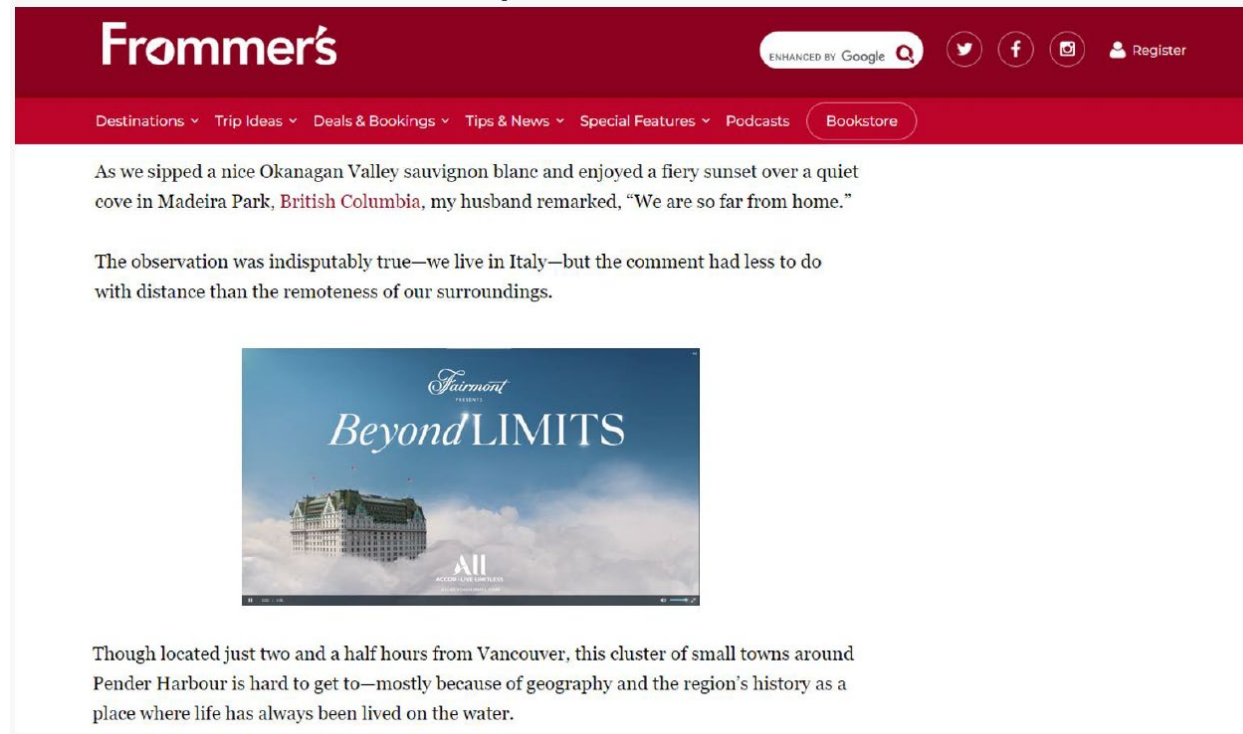 Frommer's
ENHANCED BY Google
Register
Destinations
Trip Ideas
Deals & Bookings
Tips & News
Special Features
Podcasts
Bookstore
As we sipped a nice Okanagan Valley sauvignon blanc and enjoyed a fiery sunset over a quiet
cove in Madeira Park, British Columbia, my husband remarked, “We are so far from home.”
The observation was indisputably true—we live in Italy—but the comment had less to do
with distance than the remoteness of our surroundings.
Fairmont
PRESENTS
Beyond LIMITS
ALL
ACCOR LIVE LIMITLESS
Though located just two and a half hours from Vancouver, this cluster of small towns around
Pender Harbour is hard to get to—mostly because of geography and the region’s history as a
place where life has always been lived on the water.